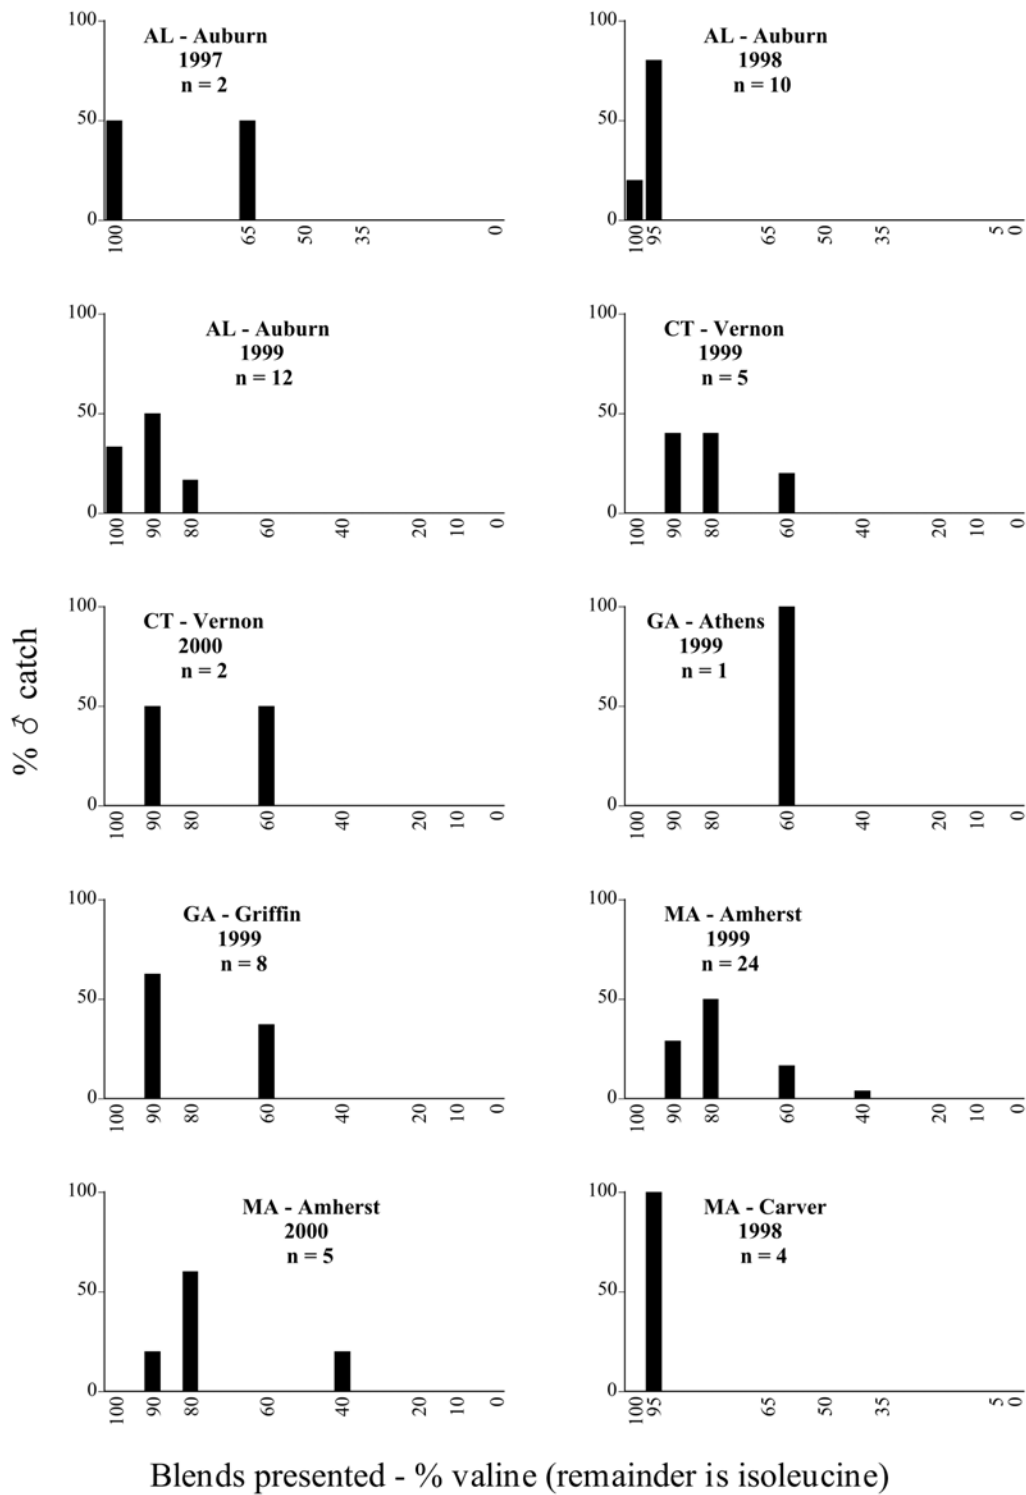 100
50
0
AL - Auburn
1997
n = 2
100 65 50 35 0
100
50
0
AL - Auburn
1998
n = 10
100 95 65 50 35 5 0
100
50
0
AL - Auburn
1999
n = 12
100 90 80 60 40 20 10 0
100
50
0
CT - Vernon
1999
n = 5
100 90 80 60 40 20 10 0
% ♂ catch
100
50
0
CT - Vernon
2000
n = 2
100 90 80 60 40 20 10 0
100
50
0
GA - Athens
1999
n = 1
100 90 80 60 40 20 10 0
100
50
0
GA - Griffin
1999
n = 8
100 90 80 60 40 20 10 0
100
50
0
MA - Amherst
1999
n = 24
100 90 80 60 40 20 10 0
100
50
0
MA - Amherst
2000
n = 5
100 90 80 60 40 20 10 0
100
50
0
MA - Carver
1998
n = 4
100 95 65 50 35 5 0
Blends presented - % valine (remainder is isoleucine)